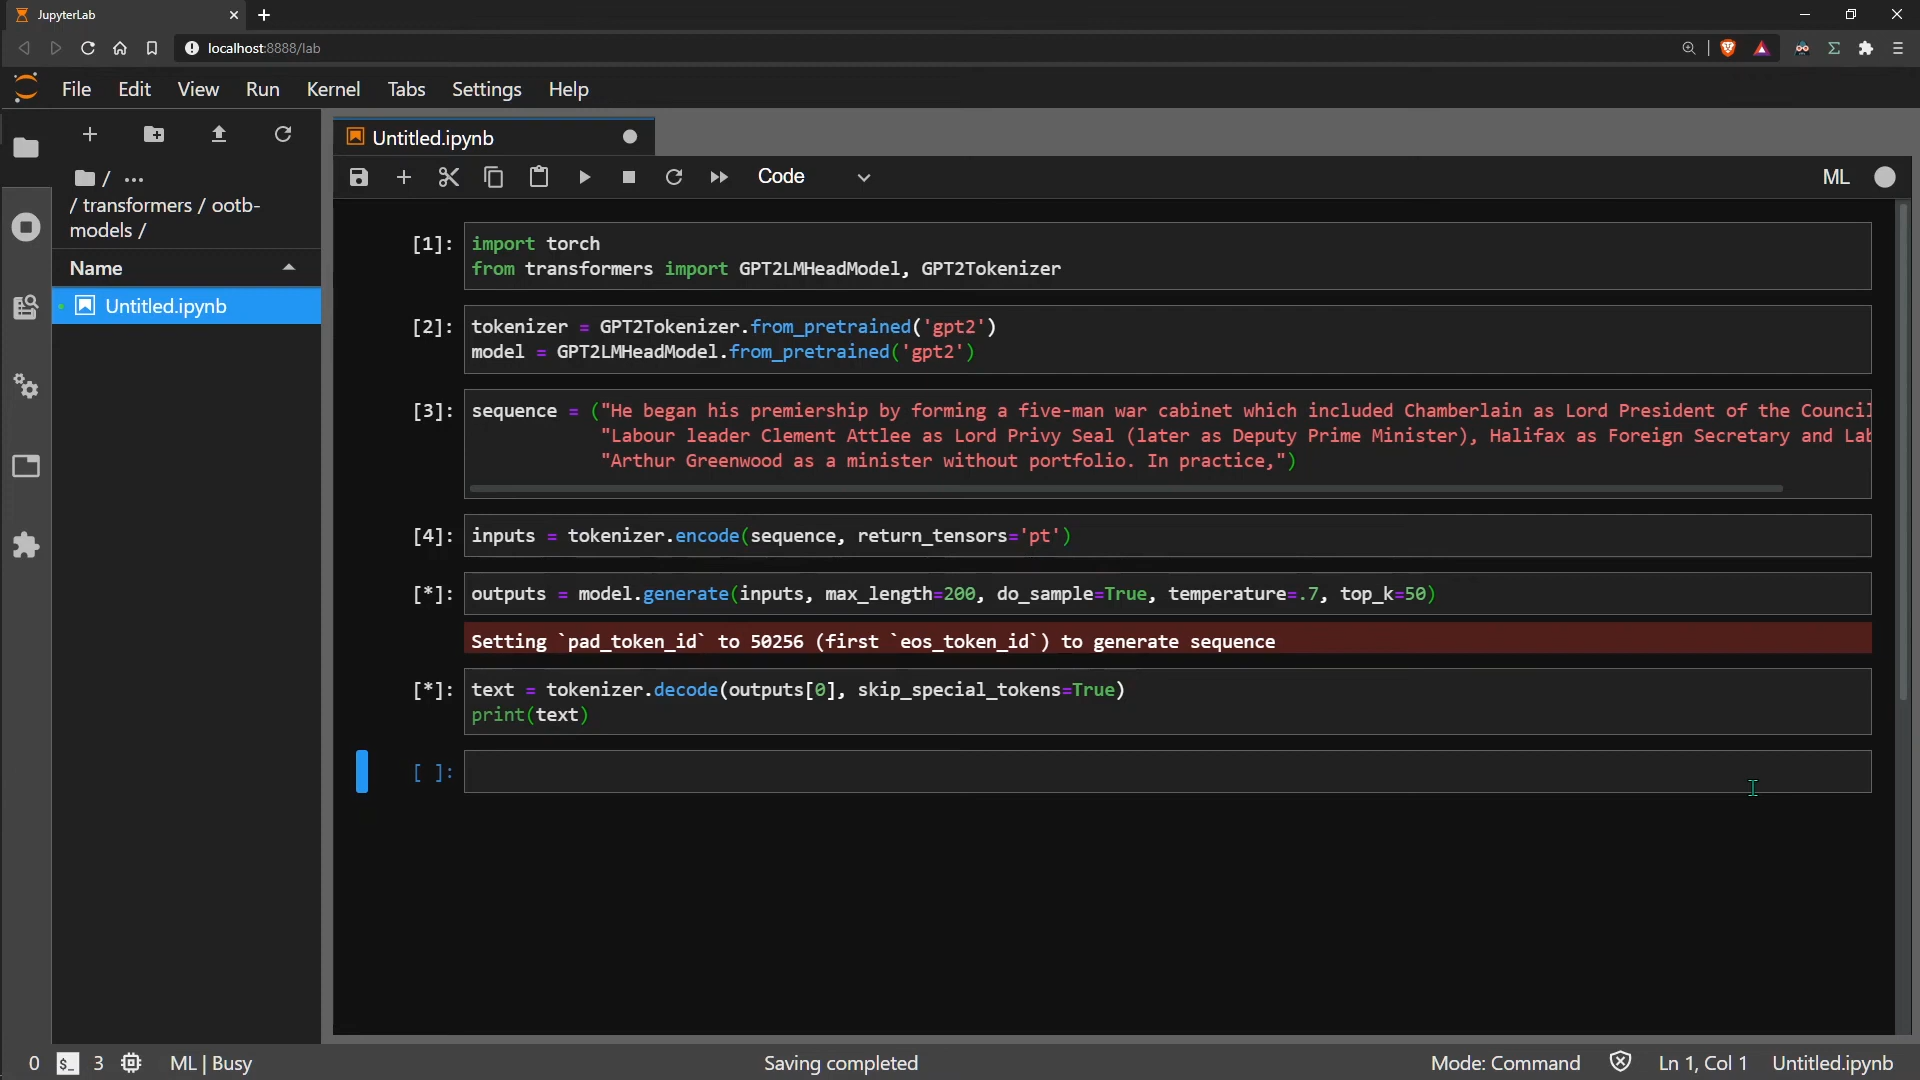 JupyterLab
localhost:8888/lab
File Edit View Run Kernel Tabs Settings Help
/ ...
/ transformers / ootb-
models /
Name
Untitled.ipynb
Untitled.ipynb
Code
ML
[1]: import torch
from transformers import GPT2LMHeadModel, GPT2Tokenizer
[2]: tokenizer = GPT2Tokenizer.from_pretrained('gpt2')
model = GPT2LMHeadModel.from_pretrained('gpt2')
[3]: sequence = ("He began his premiership by forming a five-man war cabinet which included Chamberlain as Lord President of the Council
"Labour leader Clement Attlee as Lord Privy Seal (later as Deputy Prime Minister), Halifax as Foreign Secretary and Lab
"Arthur Greenwood as a minister without portfolio. In practice,")
[4]: inputs = tokenizer.encode(sequence, return_tensors='pt')
[*]: outputs = model.generate(inputs, max_length=200, do_sample=True, temperature=.7, top_k=50)
Setting `pad_token_id` to 50256 (first `eos_token_id`) to generate sequence
[*]: text = tokenizer.decode(outputs[0], skip_special_tokens=True)
print(text)
[ ]:
0 $_ 3 ML | Busy Saving completed Mode: Command Ln 1, Col 1 Untitled.ipynb